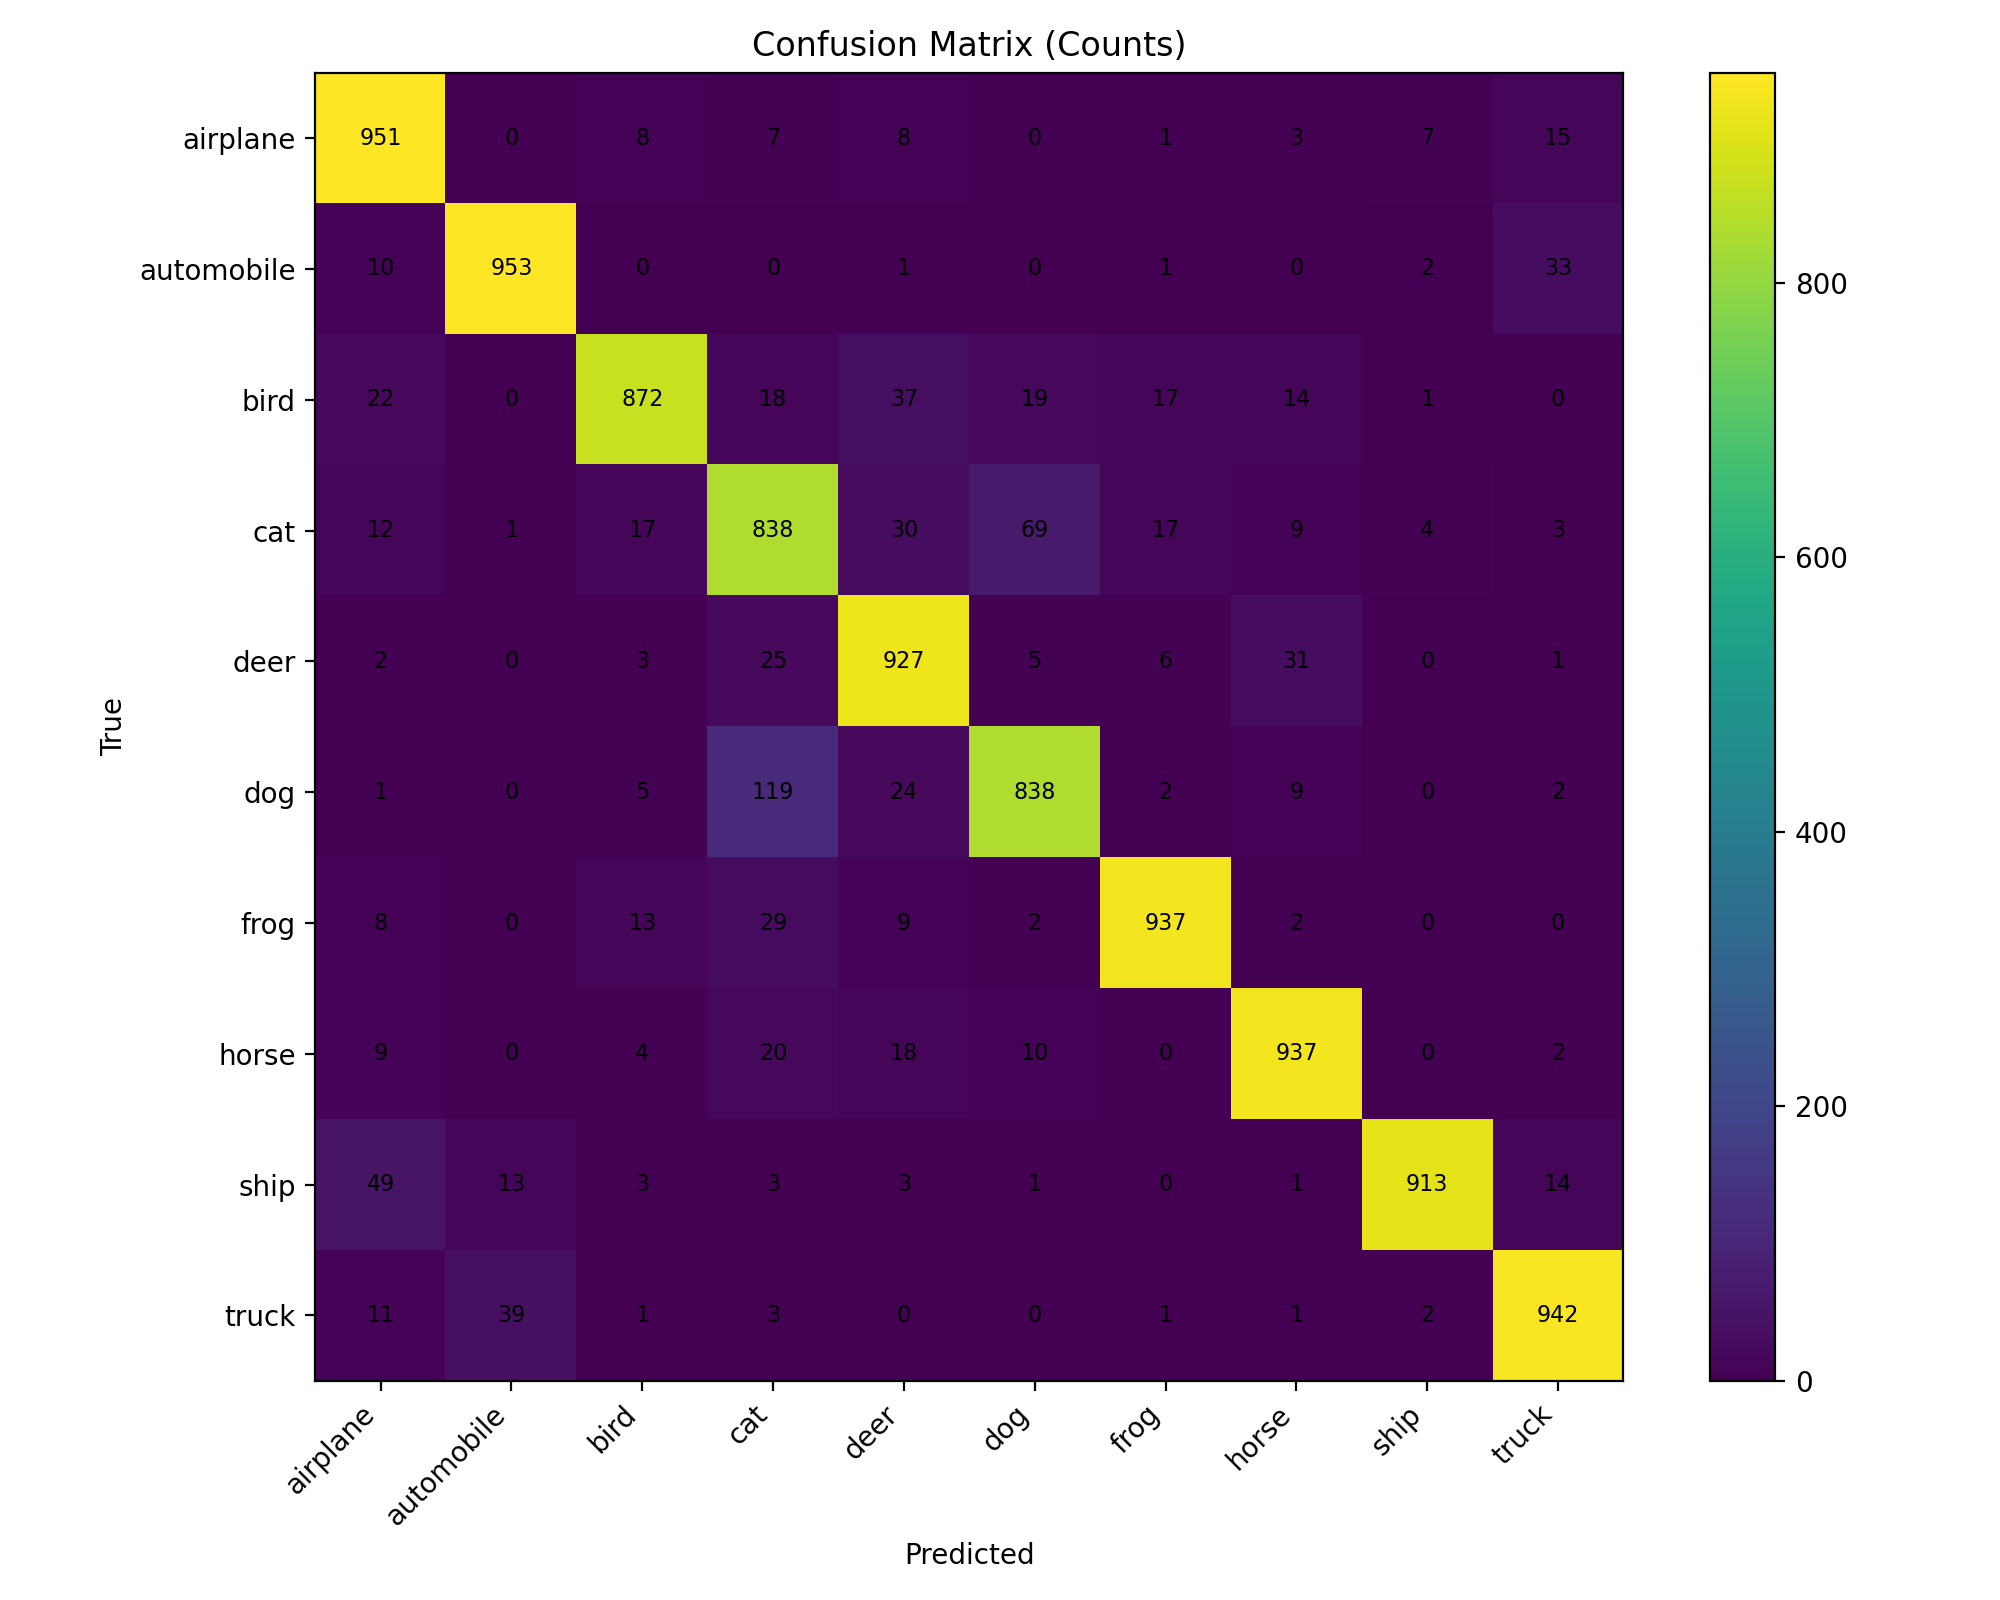 Confusion Matrix (Counts)
airplane 951 0 8 7 8 0 1 3 7 15
automobile 10 953 0 0 1 0 1 0 2 33
bird 22 0 872 18 37 19 17 14 1 0
cat 12 1 17 838 30 69 17 9 4 3
deer 2 0 3 25 927 5 6 31 0 1
dog 1 0 5 119 24 838 2 9 0 2
frog 8 0 13 29 9 2 937 2 0 0
horse 9 0 4 20 18 10 0 937 0 2
ship 49 13 3 3 3 1 0 1 913 14
truck 11 39 1 3 0 0 1 1 2 942
True
airplane automobile bird cat deer dog frog horse ship truck
Predicted
800
600
400
200
0